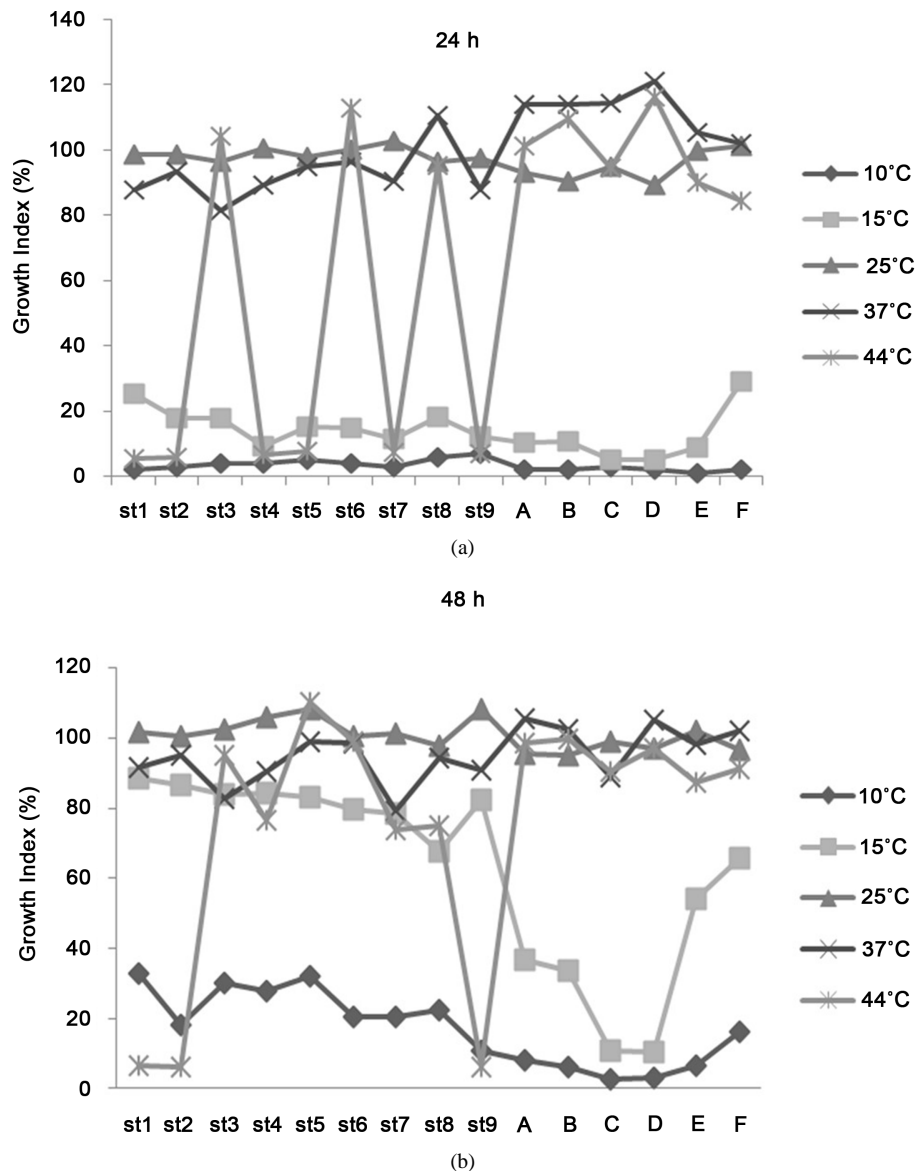 24 h
140
120
100
80
60
40
20
0
Growth Index (%)
st1 st2 st3 st4 st5 st6 st7 st8 st9 A B C D E F
10°C
15°C
25°C
37°C
44°C
(a)
48 h
120
100
80
60
40
20
0
Growth Index (%)
st1 st2 st3 st4 st5 st6 st7 st8 st9 A B C D E F
10°C
15°C
25°C
37°C
44°C
(b)